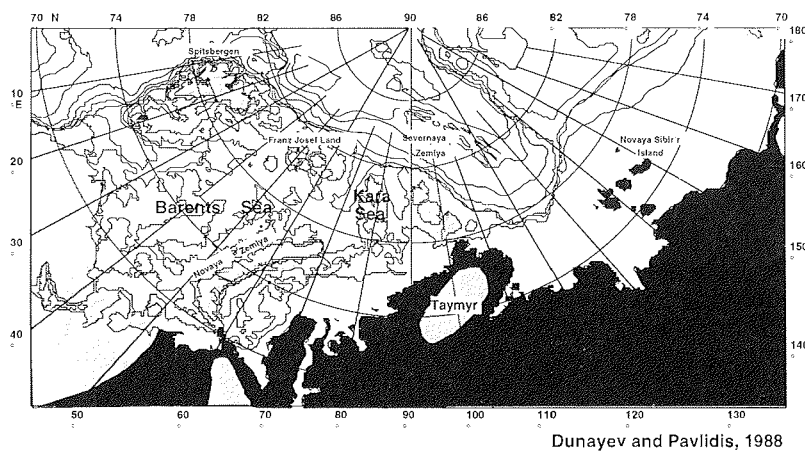 70 N 74 78 82 86 90 86 82 78 74 70 180
Spitsbergen
10
E
170
Franz Josef Land
Severnaya
Zemlya
Novaya Sibir'r
Island
20
160
Barents Sea
Kara
Sea
30
150
Novaya Zemlya
Taymyr
40
140
50 60 70 80 90 100 110 120 130
Dunayev and Pavlidis, 1988